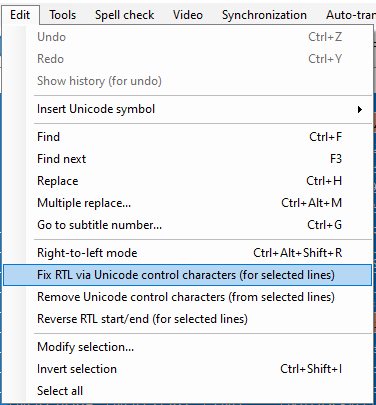 Edit Tools Spell check Video Synchronization Auto-tran
Undo Ctrl+Z
Redo Ctrl+Y
Show history (for undo)
Insert Unicode symbol
Find Ctrl+F
Find next F3
Replace Ctrl+H
Multiple replace... Ctrl+Alt+M
Go to subtitle number... Ctrl+G
Right-to-left mode Ctrl+Alt+Shift+R
Fix RTL via Unicode control characters (for selected lines)
Remove Unicode control characters (from selected lines)
Reverse RTL start/end (for selected lines)
Modify selection...
Invert selection Ctrl+Shift+I
Select all